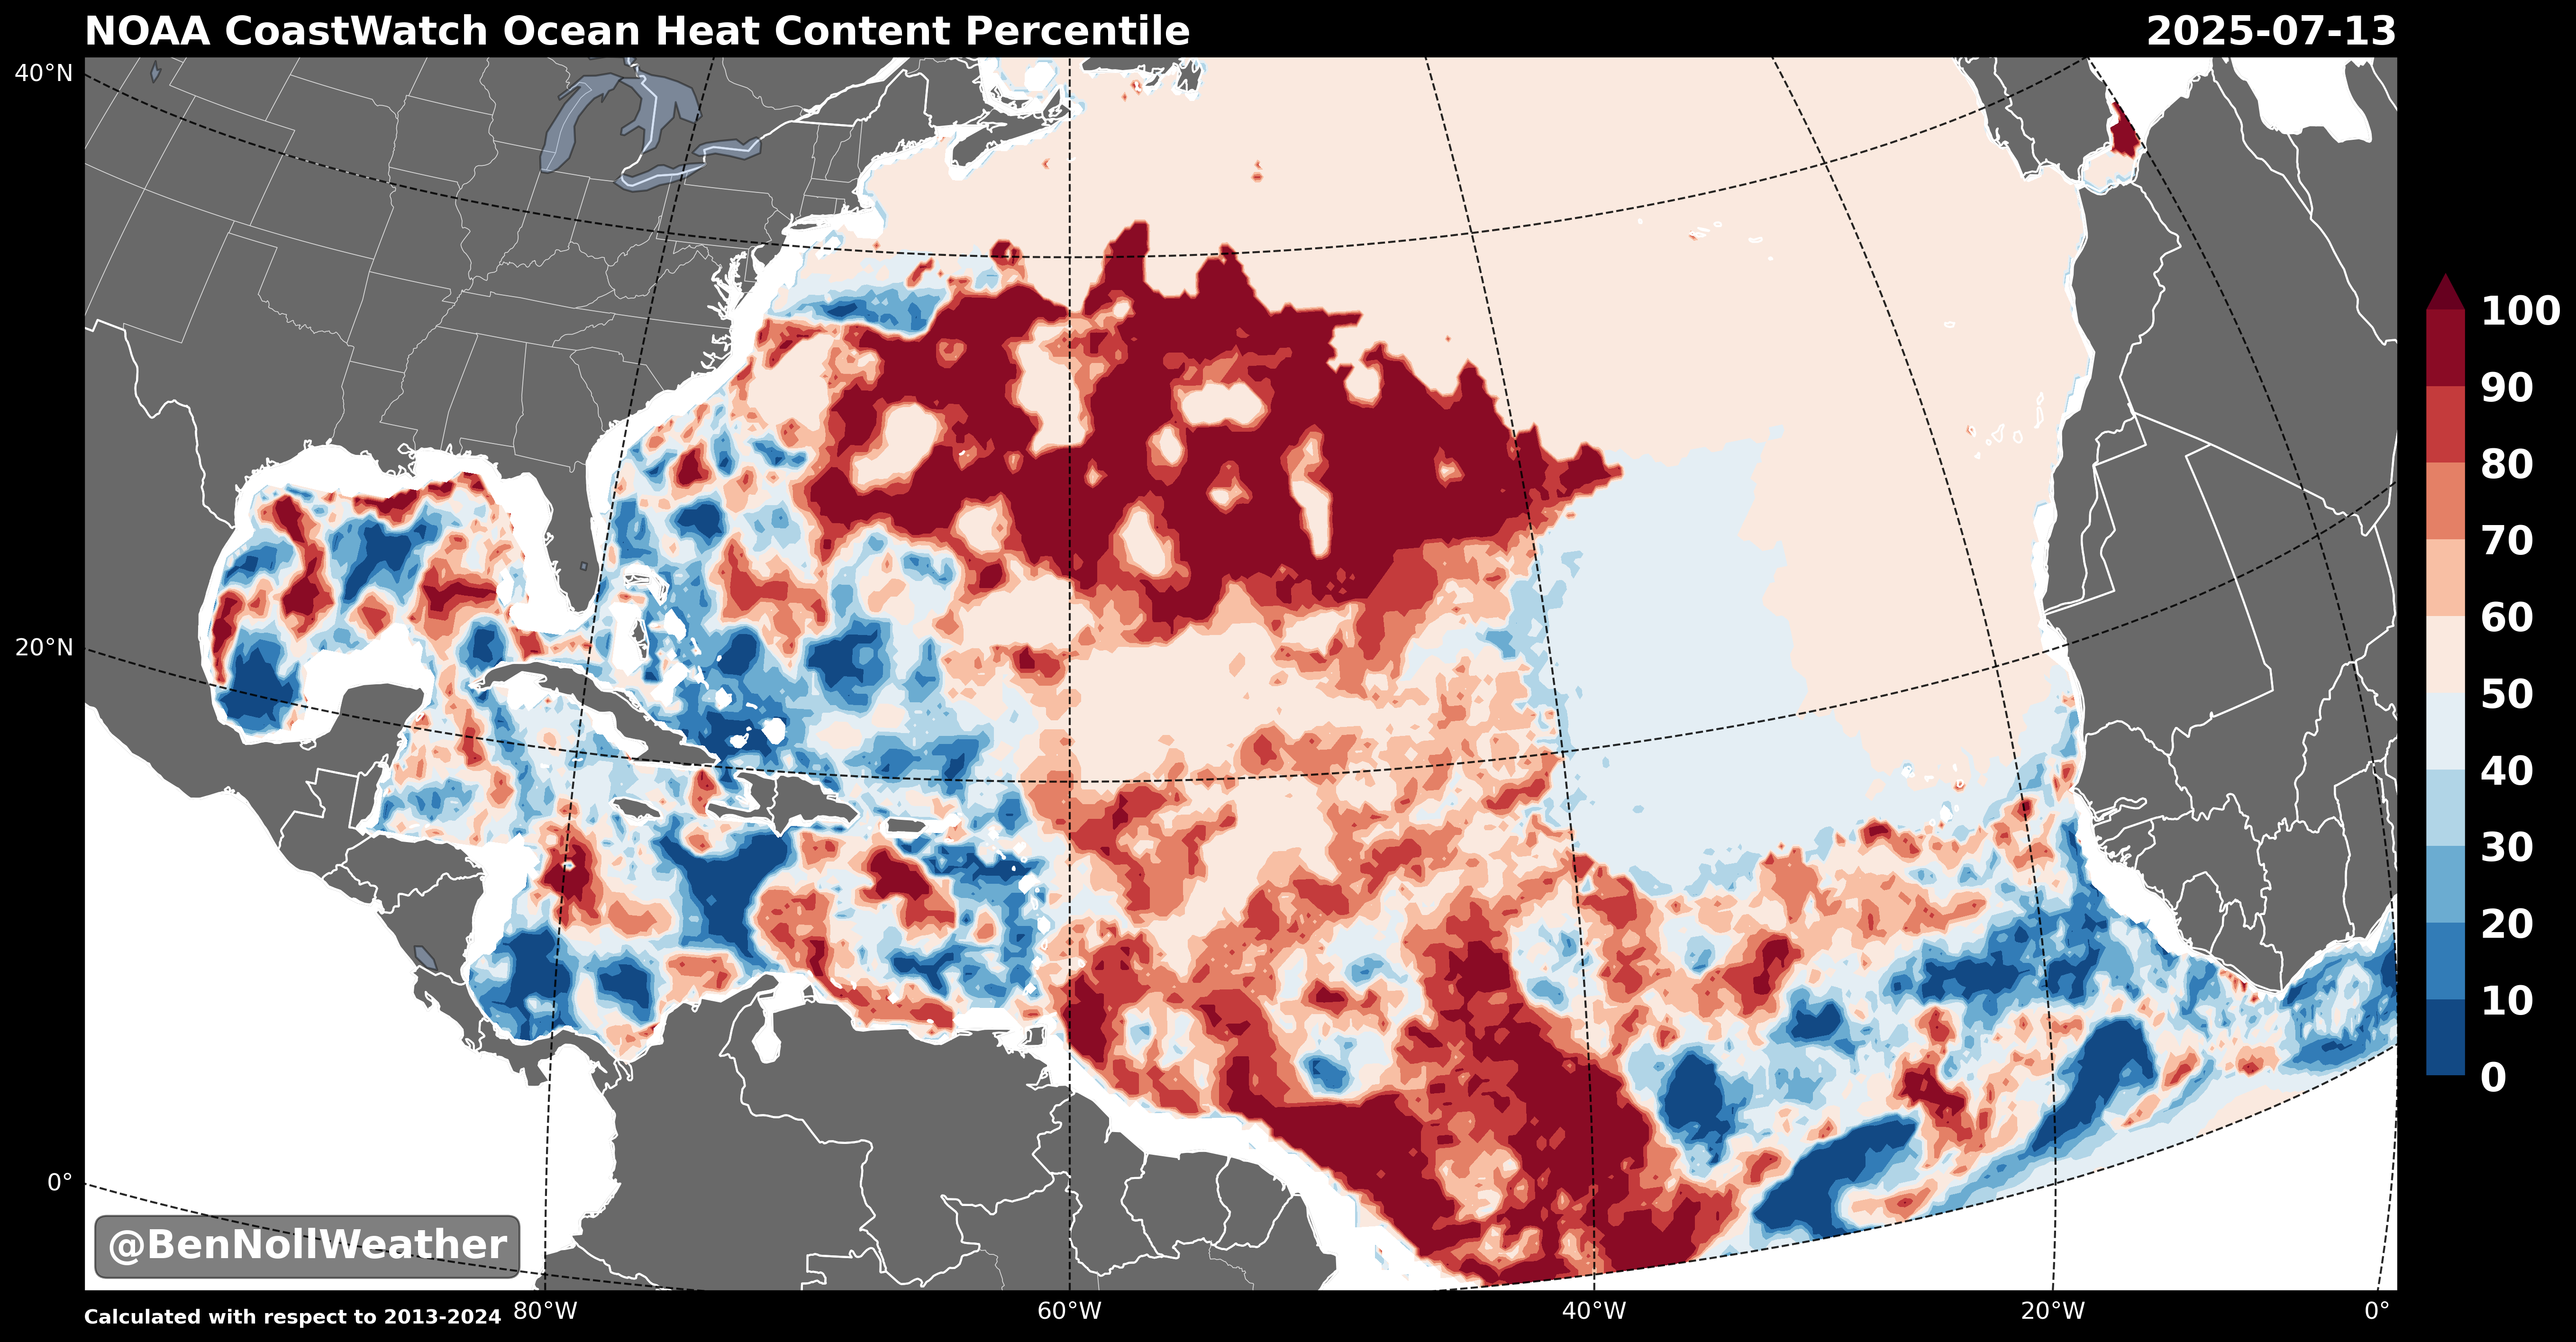 NOAA CoastWatch Ocean Heat Content Percentile
2025-07-13
40°N
20°N
0°
100
90
80
70
60
50
40
30
20
10
0
@BenNollWeather
Calculated with respect to 2013-2024
80°W
60°W
40°W
20°W
0°